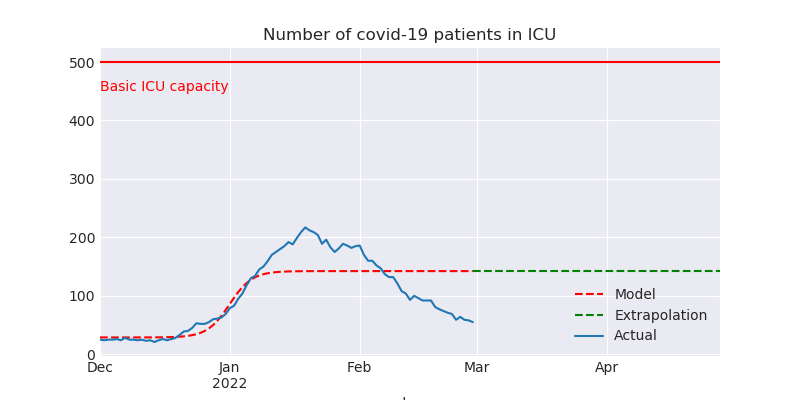 Number of covid-19 patients in ICU
500
Basic ICU capacity
400
300
200
100
0
Model
Extrapolation
Actual
Dec Jan Feb Mar Apr
2022